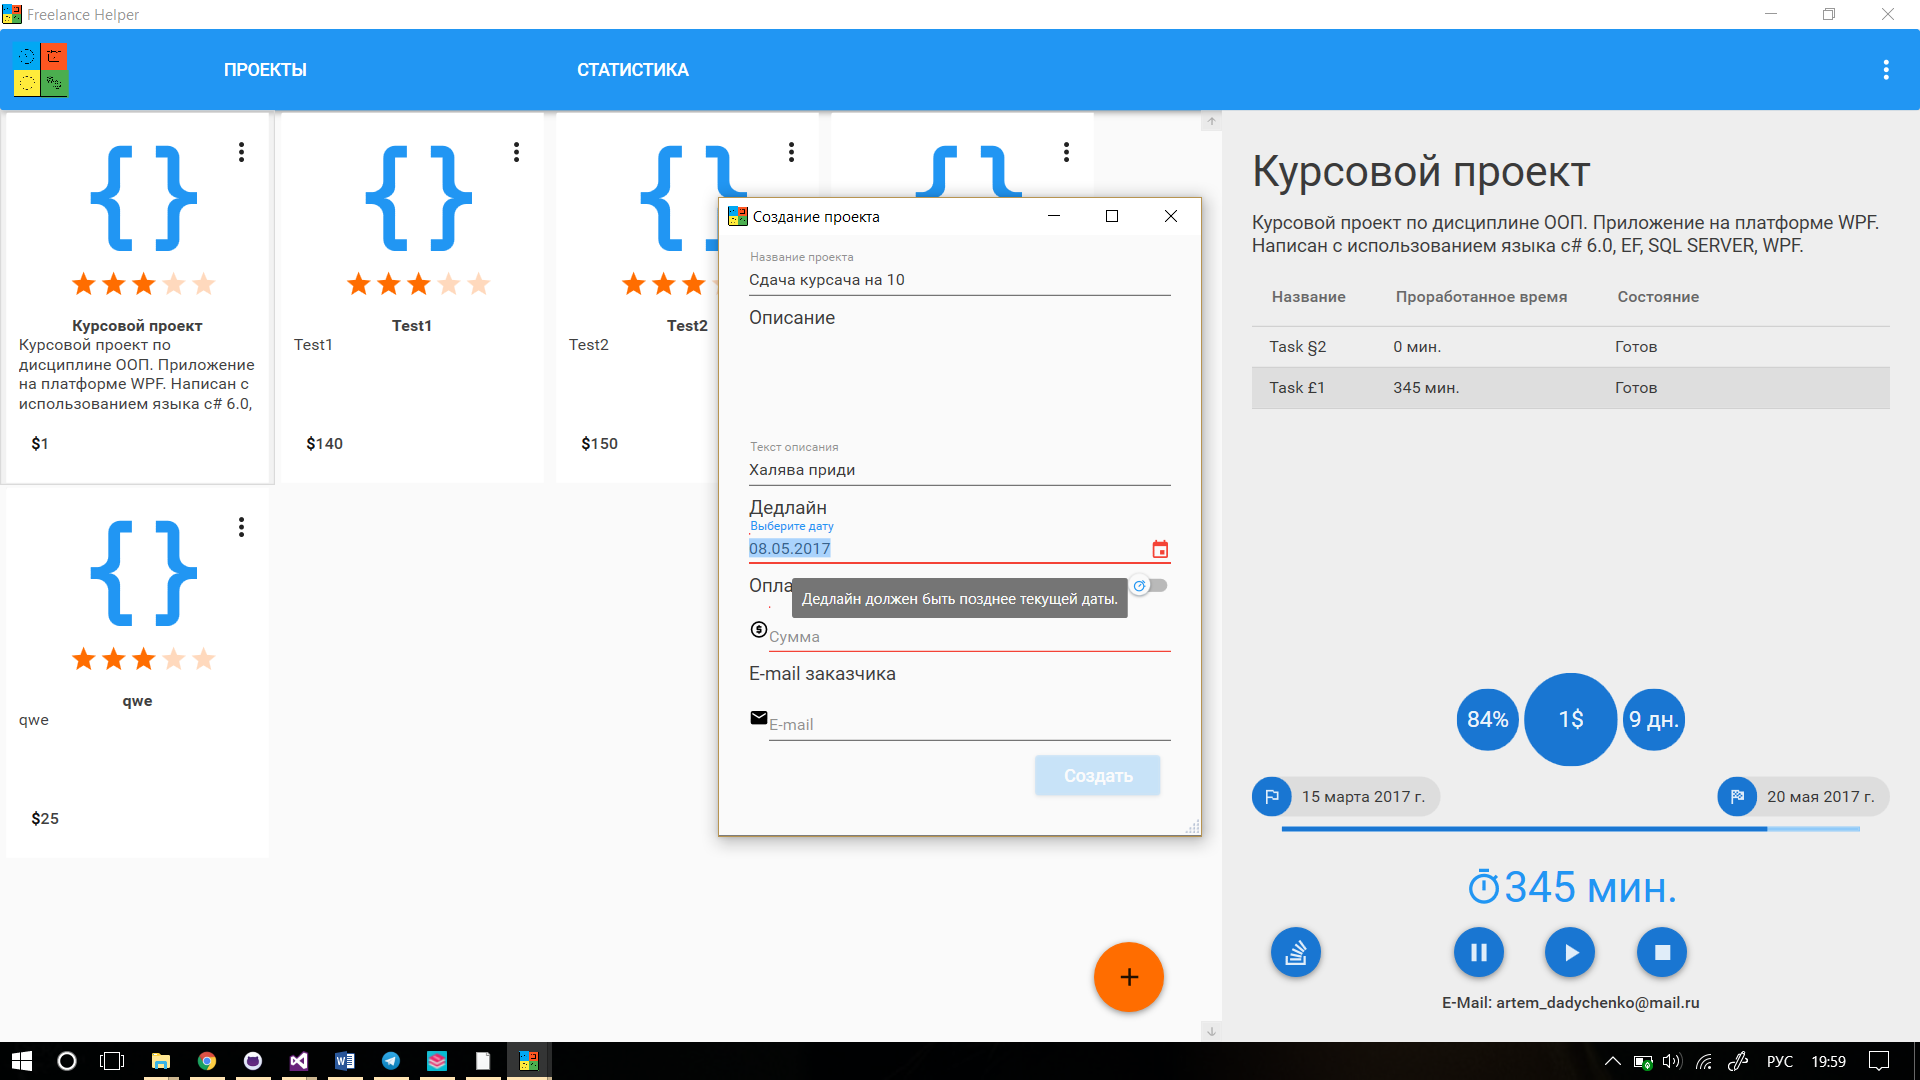 Freelance Helper
ПРОЕКТЫ
СТАТИСТИКА
Курсовой проект
Курсовой проект по
дисциплине ООП. Приложение
на платформе WPF. Написан с
использованием языка c# 6.0,
$1
Test1
Test1
$140
Test2
Test2
$150
qwe
qwe
$25
Создание проекта
Название проекта
Сдача курсача на 10
Описание
Текст описания
Халява приди
Дедлайн
Выберите дату
08.05.2017
Опла
Дедлайн должен быть позднее текущей даты.
Сумма
E-mail заказчика
E-mail
Создать
Курсовой проект
Курсовой проект по дисциплине ООП. Приложение на платформе WPF.
Написан с использованием языка c# 6.0, EF, SQL SERVER, WPF.
Название Проработанное время Состояние
Task §2 0 мин. Готов
Task £1 345 мин. Готов
84% 1$ 9 дн.
15 марта 2017 г. 20 мая 2017 г.
345 мин.
E-Mail: artem_dadychenko@mail.ru
РУС 19:59